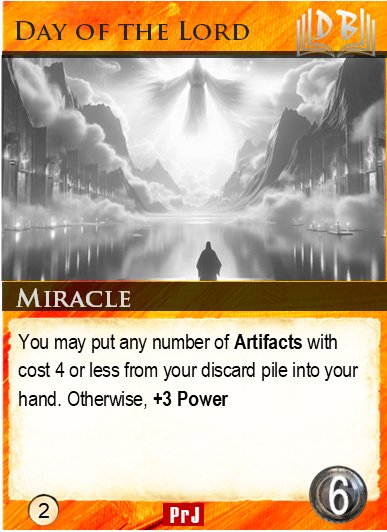 DAY OF THE LORD
DB
MIRACLE
You may put any number of Artifacts with
cost 4 or less from your discard pile into your
hand. Otherwise, +3 Power
2
PrJ
6